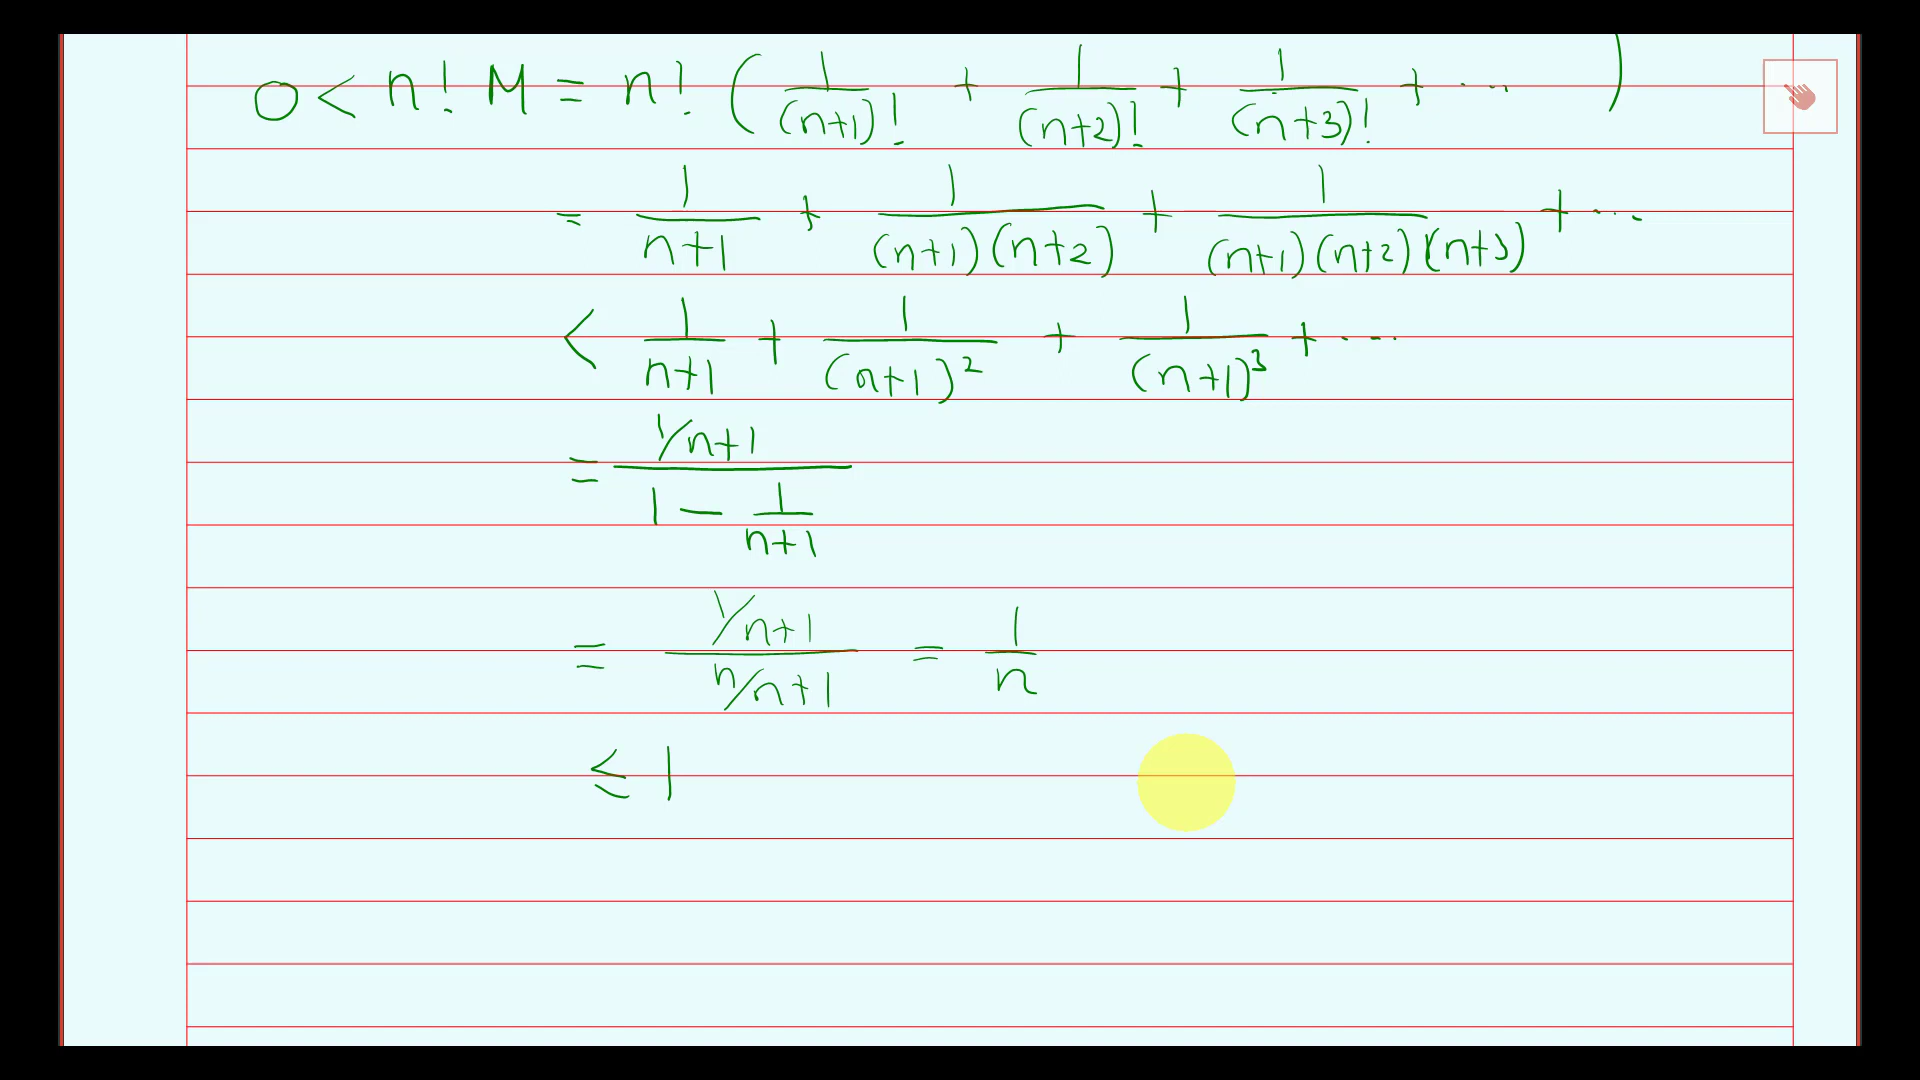 0 < n! M = n! ( 1/(n+1)! + 1/(n+2)! + 1/(n+3)! + ... )
= 1/n+1 + 1/(n+1)(n+2) + 1/(n+1)(n+2)(n+3) + ...
< 1/n+1 + 1/(n+1)² + 1/(n+1)³ + ...
= (1/n+1)/(1 − 1/n+1)
= (1/n+1)/(n/n+1) = 1/n
≤ 1